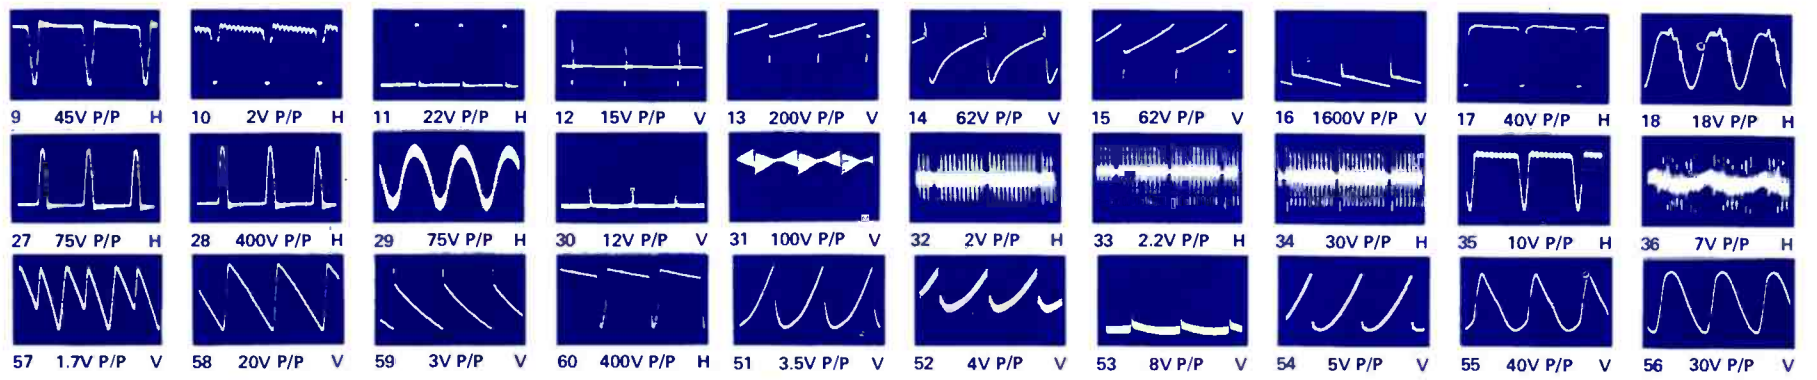 9 45V P/P H 10 2V P/P H 11 22V P/P H 12 15V P/P V 13 200V P/P V 14 62V P/P V 15 62V P/P V 16 1600V P/P V 17 40V P/P H 18 18V P/P H
27 75V P/P H 28 400V P/P H 29 75V P/P H 30 12V P/P V 31 100V P/P V 32 2V P/P H 33 2.2V P/P H 34 30V P/P H 35 10V P/P H 36 7V P/P H
57 1.7V P/P V 58 20V P/P V 59 3V P/P V 60 400V P/P H 51 3.5V P/P V 52 4V P/P V 53 8V P/P V 54 5V P/P V 55 40V P/P V 56 30V P/P V